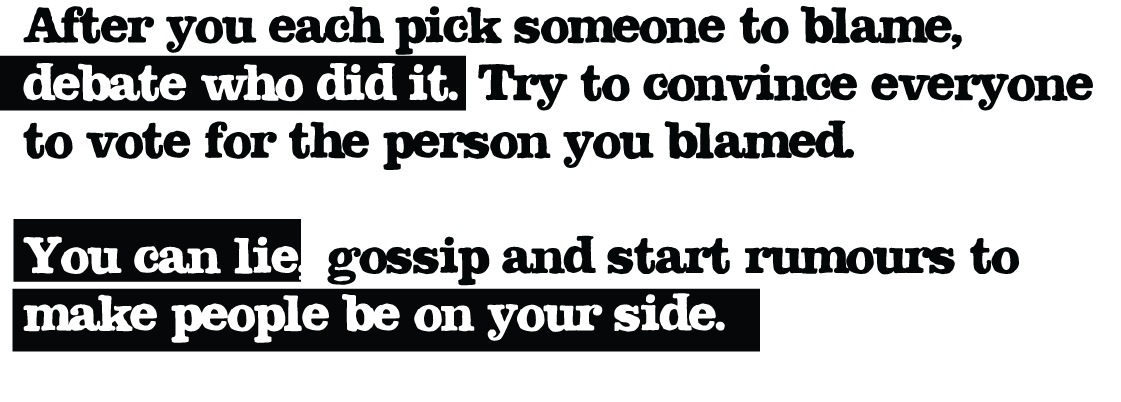 After you each pick someone to blame,
debate who did it. Try to convince everyone
to vote for the person you blamed.
You can lie, gossip and start rumours to
make people be on your side.